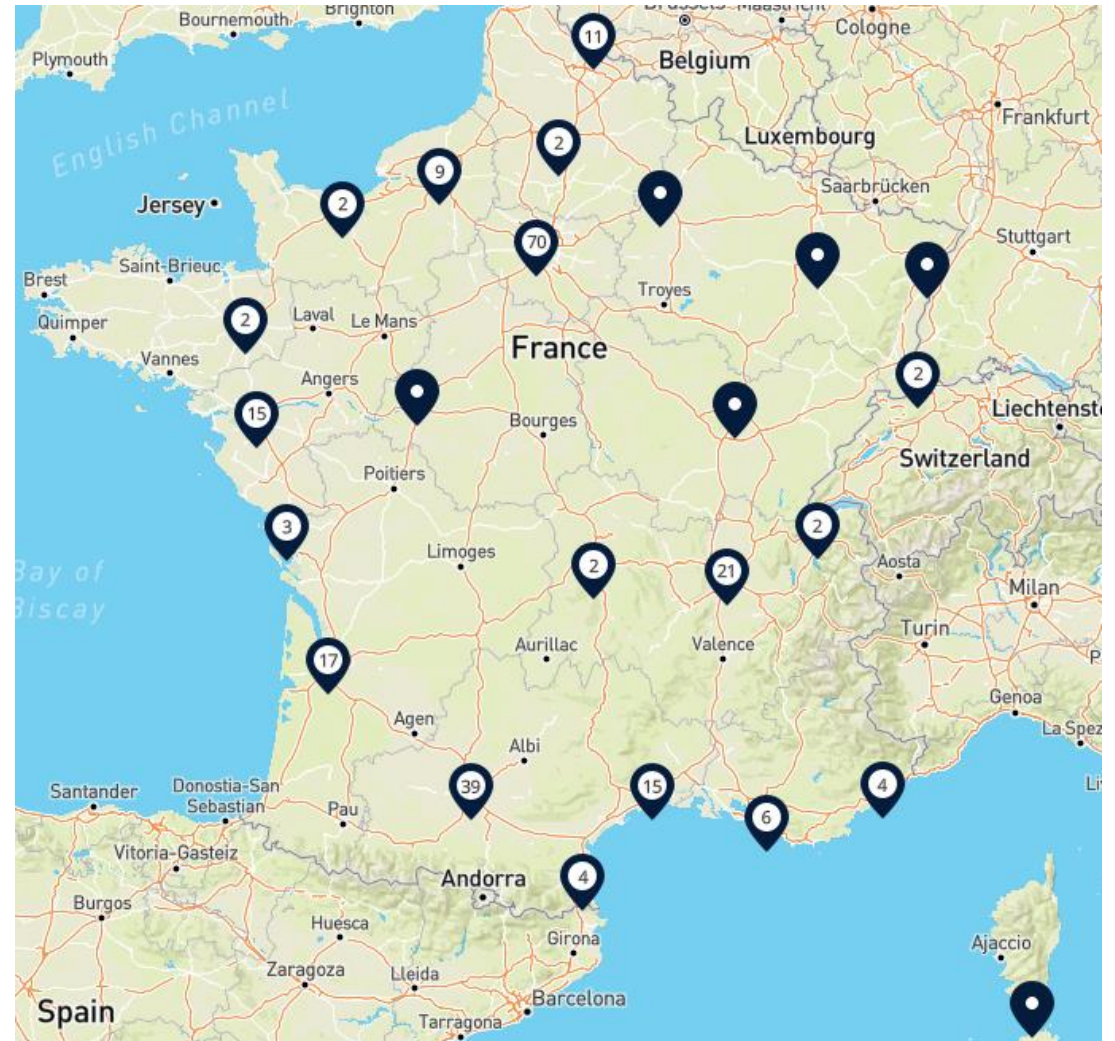 Bournemouth
Brighton
Brussels
Maastricht
Cologne
11
Plymouth
Belgium
English Channel
Frankfurt
Luxembourg
2
9
Saarbrücken
Jersey
2
70
Stuttgart
Saint-Brieuc
Brest
Troyes
Quimper
2
Laval
Le Mans
France
Vannes
Angers
2
15
Bourges
Liechtenste
Switzerland
Poitiers
3
2
Limoges
2
21
Aosta
Bay of
Biscay
Milan
Turin
Aurillac
Valence
17
P
Genoa
Agen
La Spez
Albi
Santander
Donostia-San
Sebastian
39
15
4
Li
Pau
6
Vitoria-Gasteiz
Andorra
4
Burgos
Huesca
Girona
Ajaccio
Zaragoza
Lleida
Barcelona
Spain
Tarragona